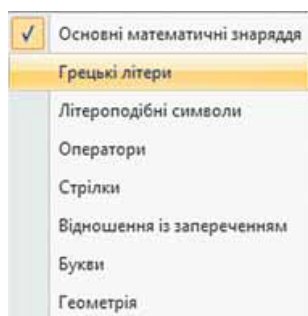 Основні математичні знаряддя
Грецькі літери
Літероподібні символи
Оператори
Стрілки
Відношення із запереченням
Букви
Геометрія